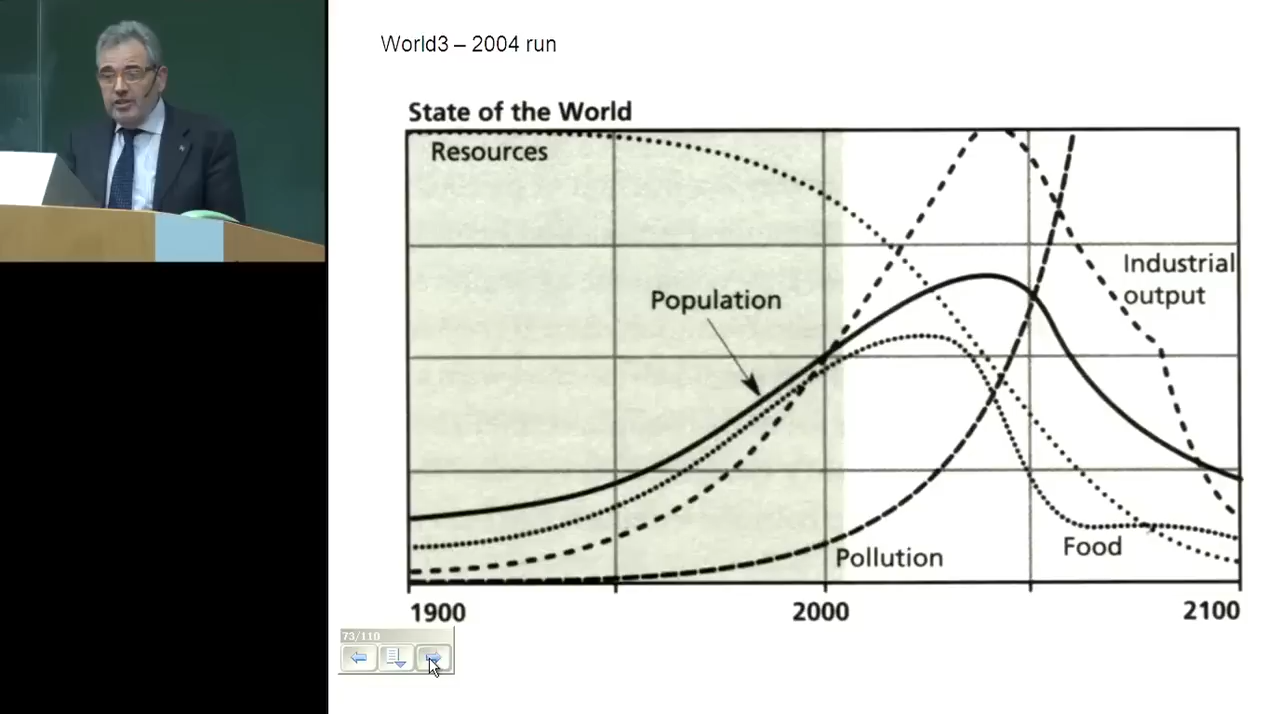 World3 – 2004 run
State of the World
Resources
Population
Industrial
output
Pollution
Food
1900
2000
2100
73/110